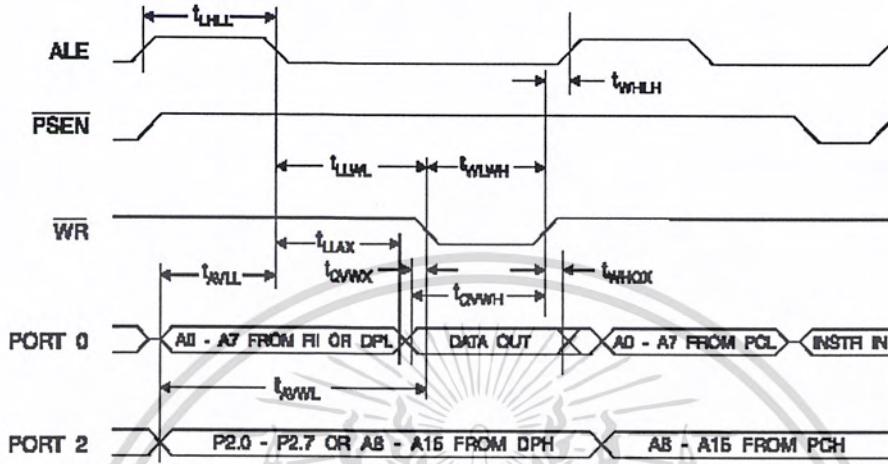 tLHLL
ALE
tWHLH
PSEN
tLLWL
tWLWH
WR
tLLAX
tAVLL
tQVWX
tWHQX
tQVWH
PORT 0
A0 - A7 FROM RI OR DPL
DATA OUT
A0 - A7 FROM PCL
INSTR IN
tAVWL
PORT 2
P2.0 - P2.7 OR A8 - A15 FROM DPH
A8 - A15 FROM PCH